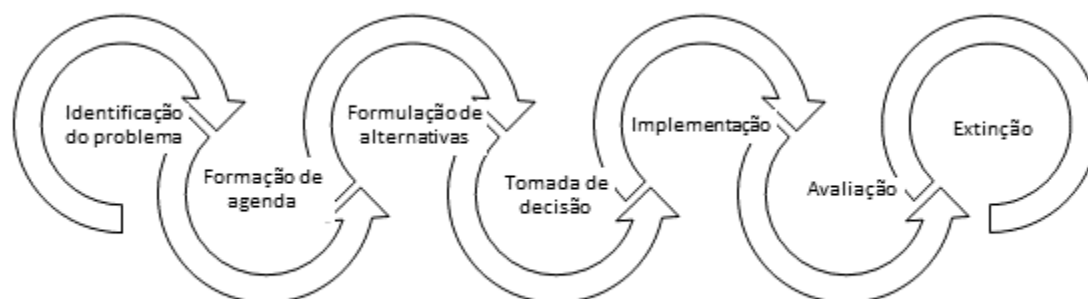 Identificação
do problema
Formação de
agenda
Formulação de
alternativas
Tomada de
decisão
Implementação
Avaliação
Extinção